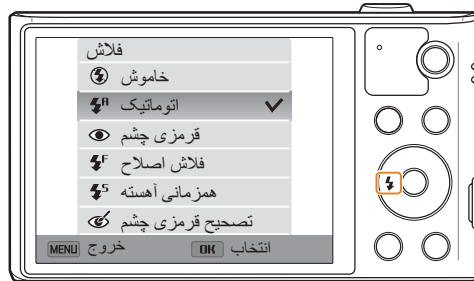 فلاش
خاموش
اتوماتیک
A
قرمزی چشم
فلاش اصلاح
F
همزمانی آهسته
S
تصحیح قرمزی چشم
انتخاب OK خروج MENU